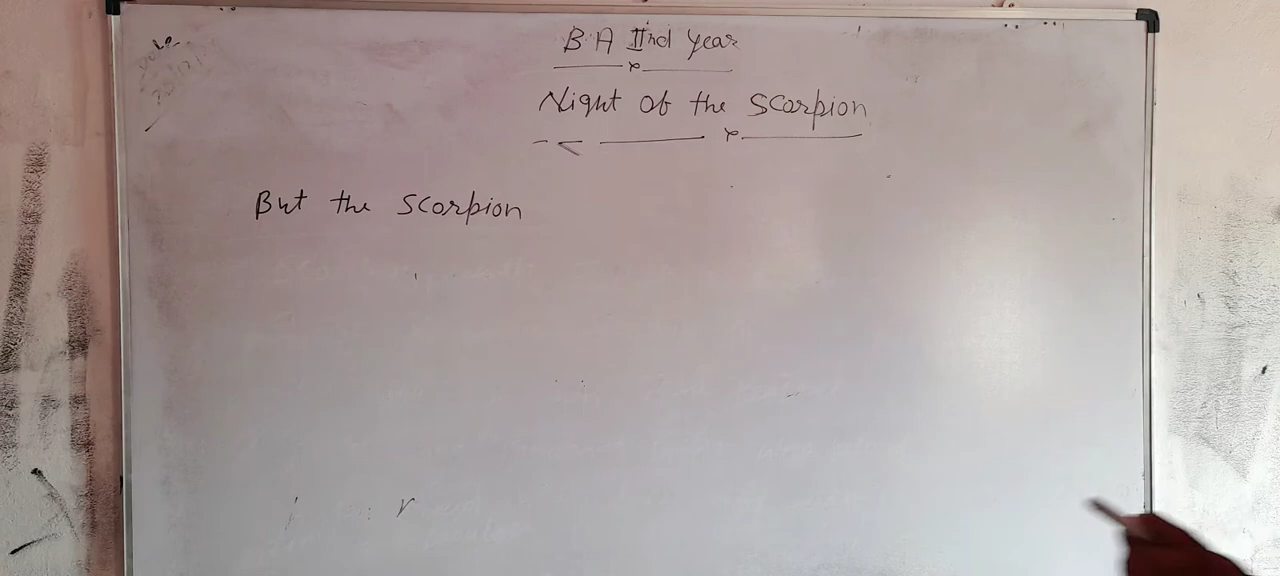 B A IInd Year
Night of the Scorpion
But the Scorpion